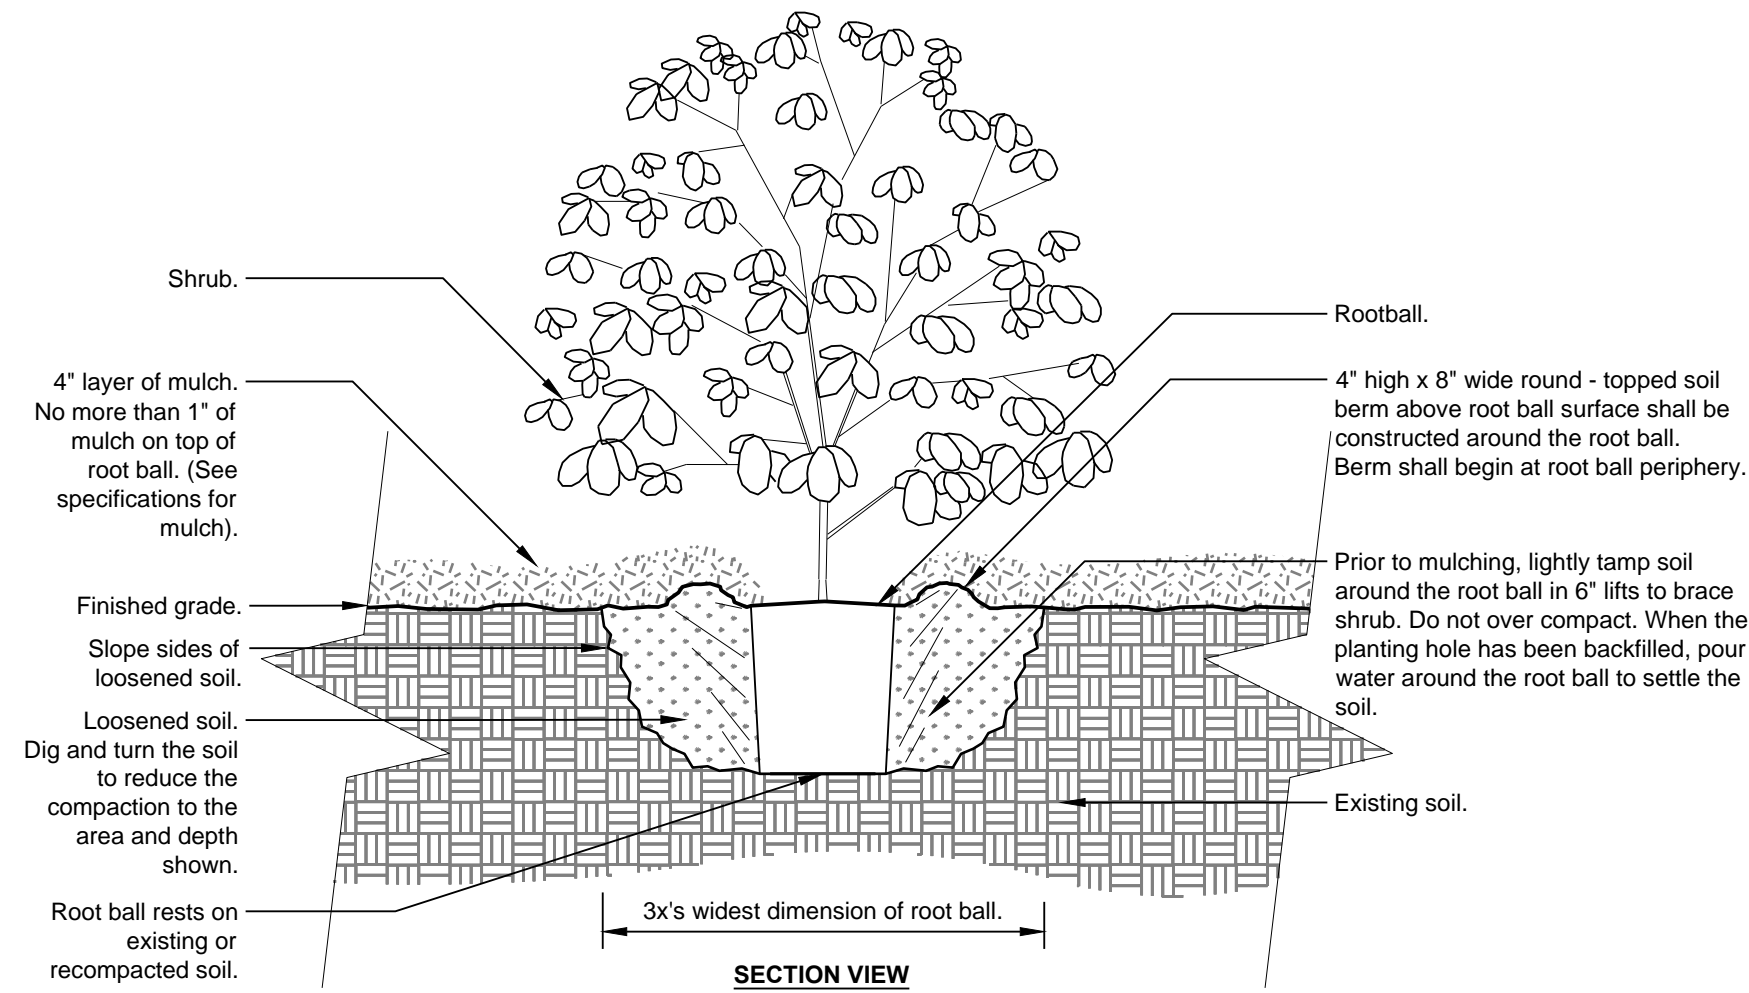 Shrub.
4" layer of mulch.
No more than 1" of
mulch on top of
root ball. (See
specifications for
mulch).
Finished grade.
Slope sides of
loosened soil.
Loosened soil.
Dig and turn the soil
to reduce the
compaction to the
area and depth
shown.
Root ball rests on
existing or
recompacted soil.
Rootball.
4" high x 8" wide round - topped soil
berm above root ball surface shall be
constructed around the root ball.
Berm shall begin at root ball periphery.
Prior to mulching, lightly tamp soil
around the root ball in 6" lifts to brace
shrub. Do not over compact. When the
planting hole has been backfilled, pour
water around the root ball to settle the
soil.
Existing soil.
3x's widest dimension of root ball.
SECTION VIEW